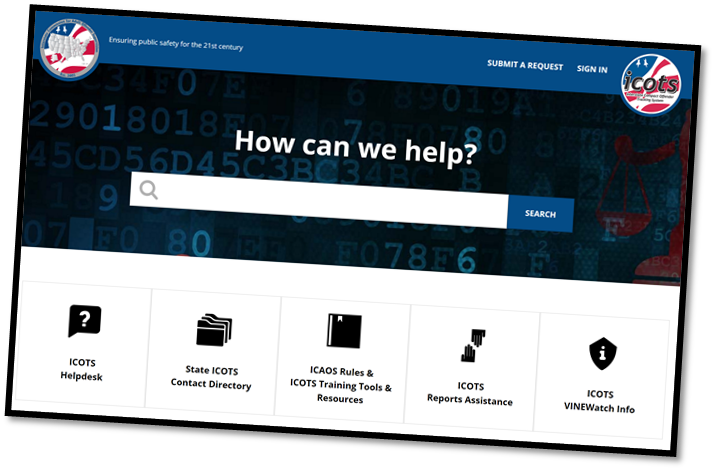 Ensuring public safety for the 21st century
SUBMIT A REQUEST
SIGN IN
icots
How can we help?
SEARCH
ICOTS
Helpdesk
State ICOTS
Contact Directory
ICAOS Rules &
ICOTS Training Tools &
Resources
ICOTS
Reports Assistance
ICOTS
VINEWatch Info